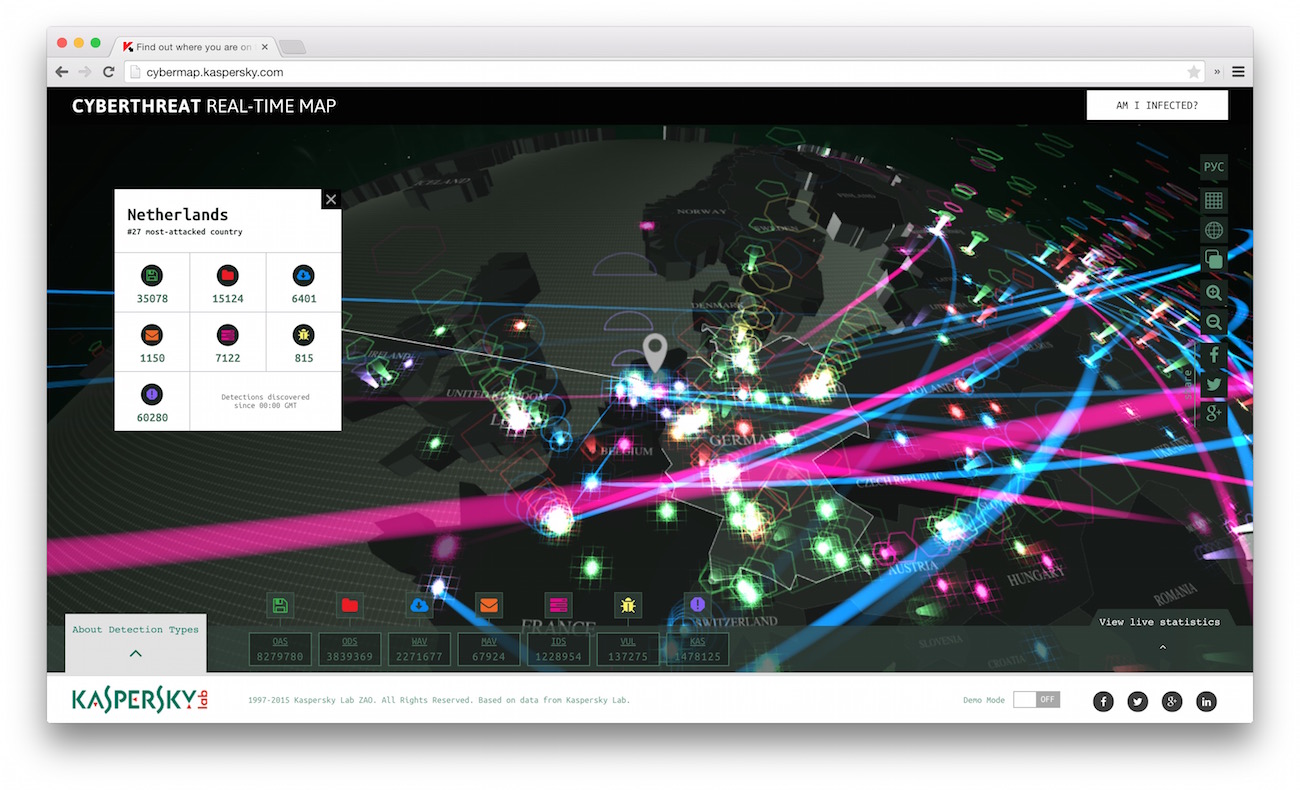 Find out where you are on
cybermap.kaspersky.com
CYBERTHREAT REAL-TIME MAP
AM I INFECTED?
РУС
Netherlands
#27 most-attacked country
35078
15124
6401
1150
7122
815
60280
Detections discovered
since 00:00 GMT
ICELAND
NORWAY
SWEDEN
FINLAND
DENMARK
IRELAND
UNITED KINGDOM
BELGIUM
GERMANY
POLAND
CZECH REPUBLIC
UKRAINE
AUSTRIA
HUNGARY
ROMANIA
FRANCE
SWITZERLAND
SLOVENIA
CROATIA
share
About Detection Types
OAS
8279780
ODS
3839369
WAV
2271677
MAV
67924
IDS
1228954
VUL
137275
KAS
1478125
View live statistics
KASPERSKY lab
1997-2015 Kaspersky Lab ZAO. All Rights Reserved. Based on data from Kaspersky Lab.
Demo Mode
OFF